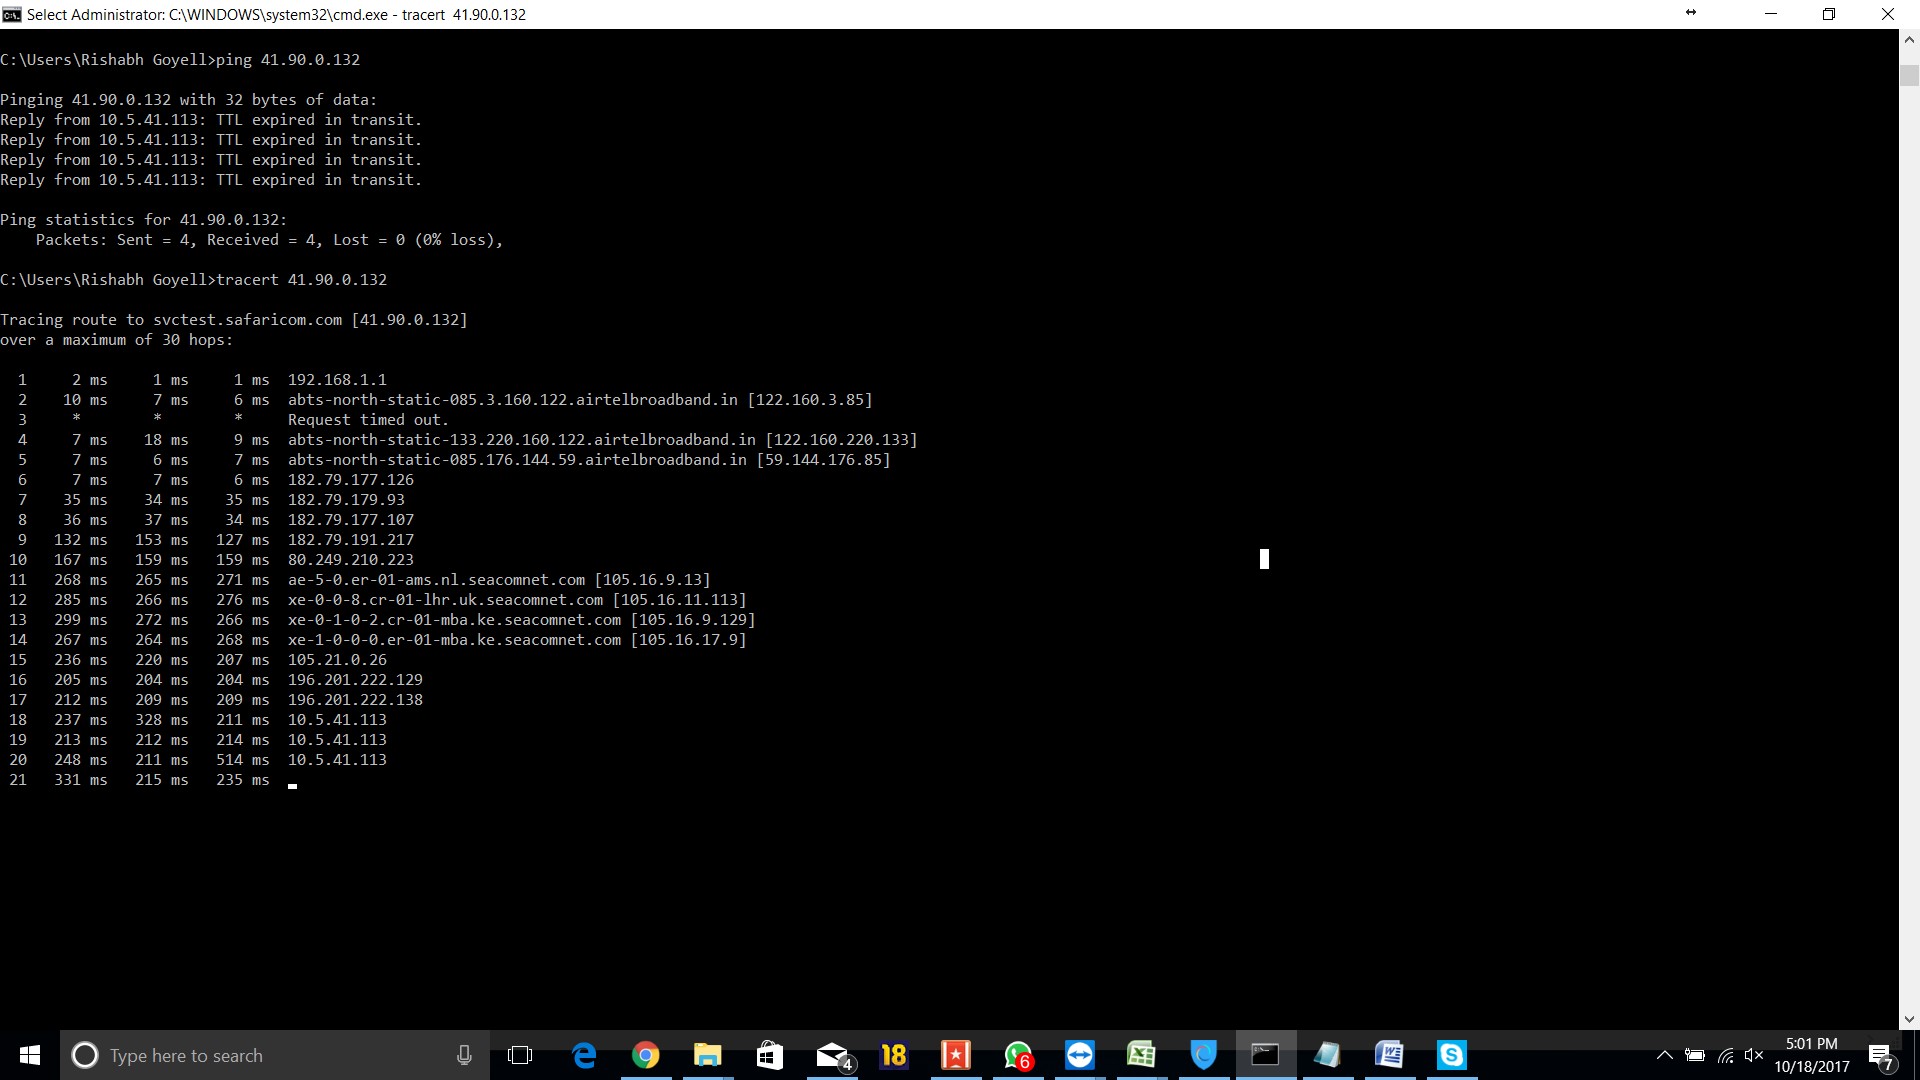 Select Administrator: C:\WINDOWS\system32\cmd.exe - tracert  41.90.0.132
C:\Users\Rishabh Goyell>ping 41.90.0.132
Pinging 41.90.0.132 with 32 bytes of data:
Reply from 10.5.41.113: TTL expired in transit.
Reply from 10.5.41.113: TTL expired in transit.
Reply from 10.5.41.113: TTL expired in transit.
Reply from 10.5.41.113: TTL expired in transit.
Ping statistics for 41.90.0.132:
    Packets: Sent = 4, Received = 4, Lost = 0 (0% loss),
C:\Users\Rishabh Goyell>tracert 41.90.0.132
Tracing route to svctest.safaricom.com [41.90.0.132]
over a maximum of 30 hops:
  1     2 ms     1 ms     1 ms  192.168.1.1
  2    10 ms     7 ms     6 ms  abts-north-static-085.3.160.122.airtelbroadband.in [122.160.3.85]
  3     *        *        *     Request timed out.
  4     7 ms    18 ms     9 ms  abts-north-static-133.220.160.122.airtelbroadband.in [122.160.220.133]
  5     7 ms     6 ms     7 ms  abts-north-static-085.176.144.59.airtelbroadband.in [59.144.176.85]
  6     7 ms     7 ms     6 ms  182.79.177.126
  7    35 ms    34 ms    35 ms  182.79.179.93
  8    36 ms    37 ms    34 ms  182.79.177.107
  9   132 ms   153 ms   127 ms  182.79.191.217
 10   167 ms   159 ms   159 ms  80.249.210.223
 11   268 ms   265 ms   271 ms  ae-5-0.er-01-ams.nl.seacomnet.com [105.16.9.13]
 12   285 ms   266 ms   276 ms  xe-0-0-8.cr-01-lhr.uk.seacomnet.com [105.16.11.113]
 13   299 ms   272 ms   266 ms  xe-0-1-0-2.cr-01-mba.ke.seacomnet.com [105.16.9.129]
 14   267 ms   264 ms   268 ms  xe-1-0-0-0.er-01-mba.ke.seacomnet.com [105.16.17.9]
 15   236 ms   220 ms   207 ms  105.21.0.26
 16   205 ms   204 ms   204 ms  196.201.222.129
 17   212 ms   209 ms   209 ms  196.201.222.138
 18   237 ms   328 ms   211 ms  10.5.41.113
 19   213 ms   212 ms   214 ms  10.5.41.113
 20   248 ms   211 ms   514 ms  10.5.41.113
 21   331 ms   215 ms   235 ms
Type here to search
4
18
6
5:01 PM
10/18/2017
7